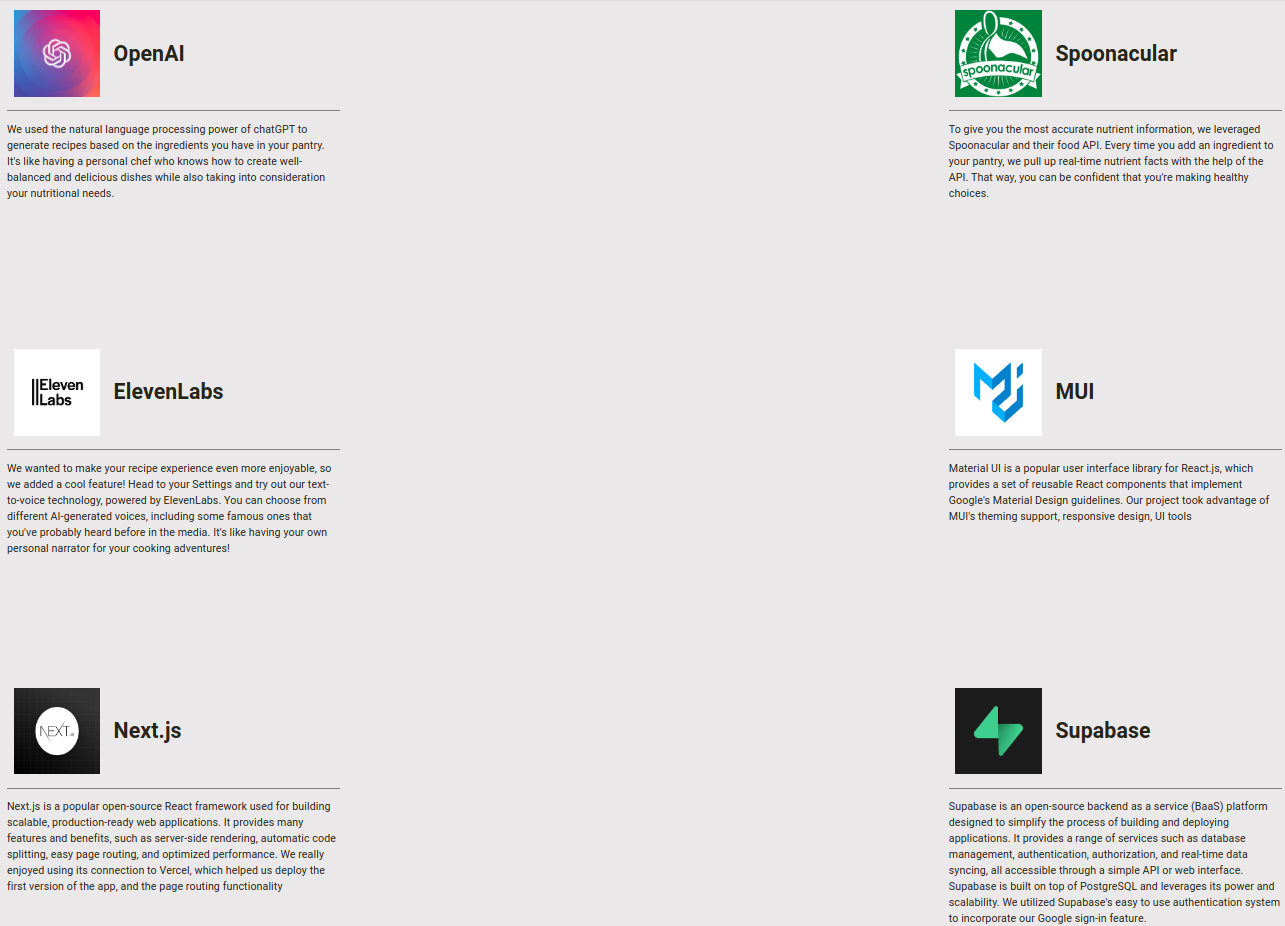 OpenAI
We used the natural language processing power of chatGPT to
generate recipes based on the ingredients you have in your pantry.
It's like having a personal chef who knows how to create well-
balanced and delicious dishes while also taking into consideration
your nutritional needs.
spoonacular
Spoonacular
To give you the most accurate nutrient information, we leveraged
Spoonacular and their food API. Every time you add an ingredient to
your pantry, we pull up real-time nutrient facts with the help of the
API. That way, you can be confident that you're making healthy
choices.
Eleven
Labs
ElevenLabs
We wanted to make your recipe experience even more enjoyable, so
we added a cool feature! Head to your Settings and try out our text-
to-voice technology, powered by ElevenLabs. You can choose from
different AI-generated voices, including some famous ones that
you've probably heard before in the media. It's like having your own
personal narrator for your cooking adventures!
MUI
Material UI is a popular user interface library for React.js, which
provides a set of reusable React components that implement
Google's Material Design guidelines. Our project took advantage of
MUI's theming support, responsive design, UI tools
NEXT.JS
Next.js
Next.js is a popular open-source React framework used for building
scalable, production-ready web applications. It provides many
features and benefits, such as server-side rendering, automatic code
splitting, easy page routing, and optimized performance. We really
enjoyed using its connection to Vercel, which helped us deploy the
first version of the app, and the page routing functionality
Supabase
Supabase is an open-source backend as a service (BaaS) platform
designed to simplify the process of building and deploying
applications. It provides a range of services such as database
management, authentication, authorization, and real-time data
syncing, all accessible through a simple API or web interface.
Supabase is built on top of PostgreSQL and leverages its power and
scalability. We utilized Supabase's easy to use authentication system
to incorporate our Google sign-in feature.